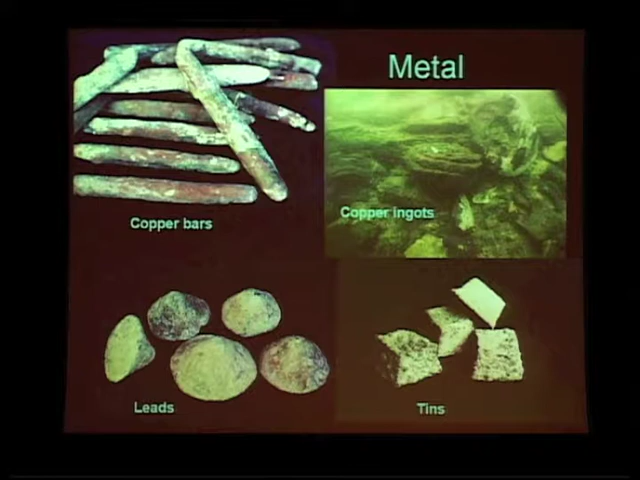 Metal
Copper bars
Copper ingots
Leads
Tins